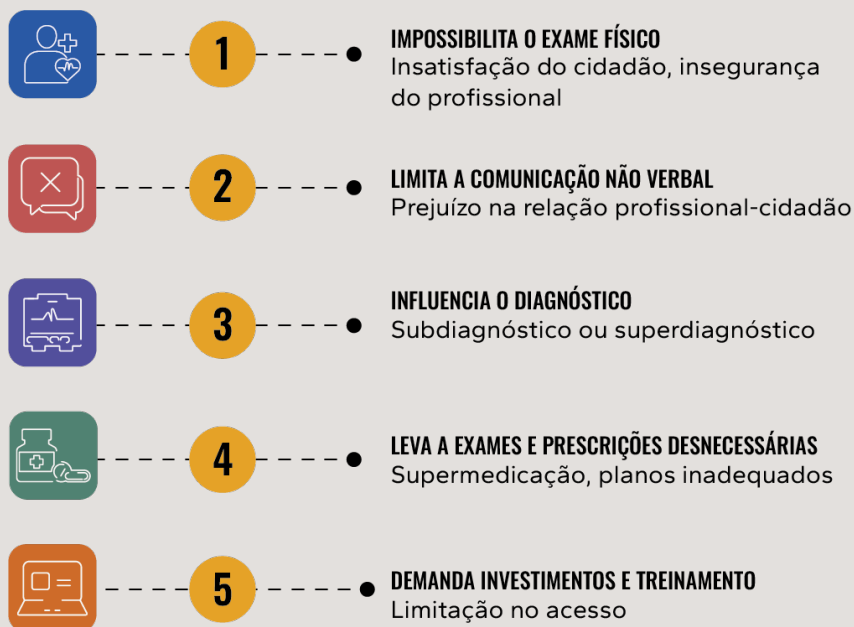 1
IMPOSSIBILITA O EXAME FÍSICO
Insatisfação do cidadão, insegurança
do profissional
2
LIMITA A COMUNICAÇÃO NÃO VERBAL
Prejuízo na relação profissional-cidadão
3
INFLUENCIA O DIAGNÓSTICO
Subdiagnóstico ou superdiagnóstico
4
LEVA A EXAMES E PRESCRIÇÕES DESNECESSÁRIAS
Supermedicação, planos inadequados
5
DEMANDA INVESTIMENTOS E TREINAMENTO
Limitação no acesso